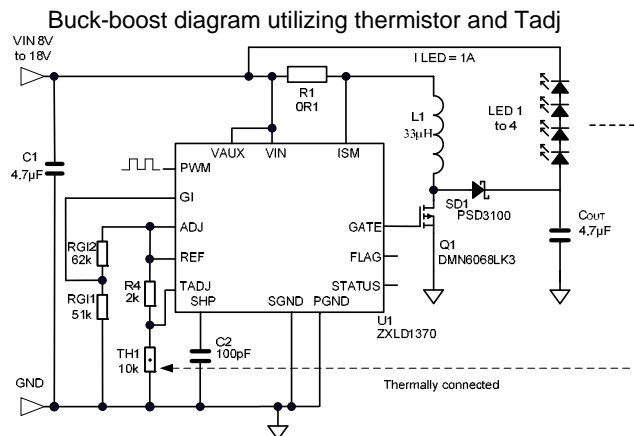 Buck-boost diagram utilizing thermistor and Tadj
VIN 8V
to 18V
I LED = 1A
R1
0R1
L1
33µH
LED 1
to 4
C1
4.7µF
VAUX
VIN
ISM
PWM
GI
ADJ
REF
TADJ
SHP
SGND
PGND
GATE
FLAG
STATUS
SD1
PSD3100
COUT
4.7µF
Q1
DMN6068LK3
RGI2
62k
RGI1
51k
R4
2k
TH1
10k
C2
100pF
U1
ZXLD1370
GND
Thermally connected